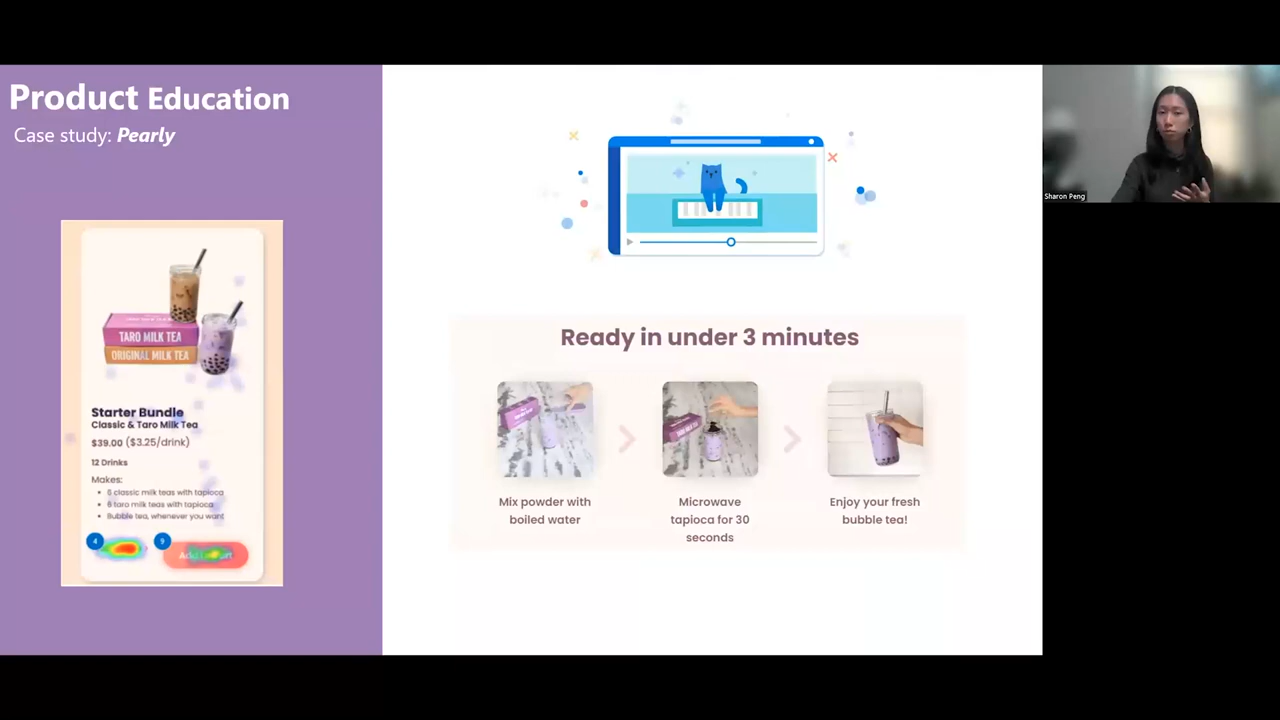 Product Education
Case study: Pearly
TARO MILK TEA
ORIGINAL MILK TEA
Starter Bundle
Classic & Taro Milk Tea
$39.00 ($3.25/drink)
12 Drinks
Makes:
6 classic milk teas with tapioca
6 taro milk teas with tapioca
Bubble tea, whenever you want
4
9
Ready in under 3 minutes
Mix powder with
boiled water
Microwave
tapioca for 30
seconds
Enjoy your fresh
bubble tea!
Sharon Peng